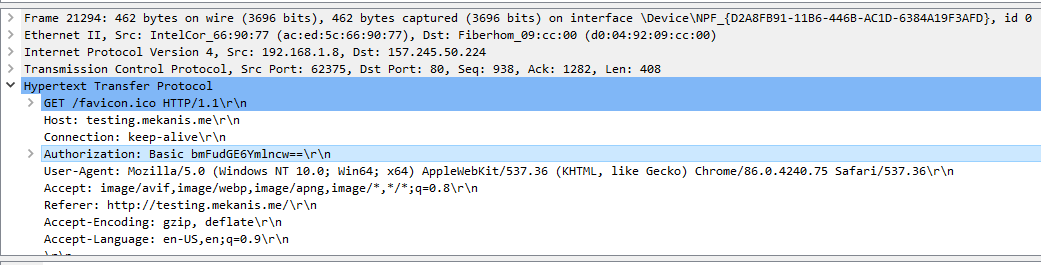 Frame 21294: 462 bytes on wire (3696 bits), 462 bytes captured (3696 bits) on interface \Device\NPF_{D2A8FB91-11B6-446B-AC1D-6384A19F3AFD}, id 0
Ethernet II, Src: IntelCor_66:90:77 (ac:ed:5c:66:90:77), Dst: Fiberhom_09:cc:00 (d0:04:92:09:cc:00)
Internet Protocol Version 4, Src: 192.168.1.8, Dst: 157.245.50.224
Transmission Control Protocol, Src Port: 62375, Dst Port: 80, Seq: 938, Ack: 1282, Len: 408
Hypertext Transfer Protocol
GET /favicon.ico HTTP/1.1\r\n
Host: testing.mekanis.me\r\n
Connection: keep-alive\r\n
Authorization: Basic bmFudGE6Ymlncw==\r\n
User-Agent: Mozilla/5.0 (Windows NT 10.0; Win64; x64) AppleWebKit/537.36 (KHTML, like Gecko) Chrome/86.0.4240.75 Safari/537.36\r\n
Accept: image/avif,image/webp,image/apng,image/*,*/*;q=0.8\r\n
Referer: http://testing.mekanis.me/\r\n
Accept-Encoding: gzip, deflate\r\n
Accept-Language: en-US,en;q=0.9\r\n
\r\n